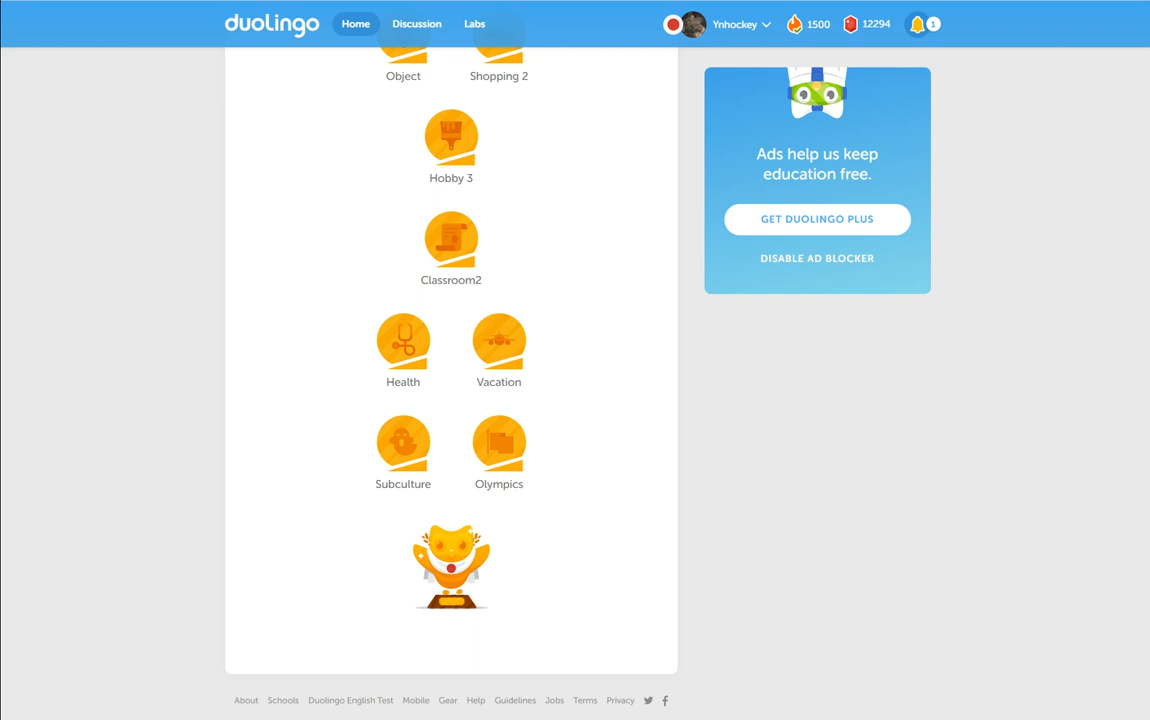 duolingo Home Discussion Labs Ynhockey 1500 12294 1
Object Shopping 2
Hobby 3
Classroom2
Health Vacation
Subculture Olympics
Ads help us keep
education free.
GET DUOLINGO PLUS
DISABLE AD BLOCKER
About Schools Duolingo English Test Mobile Gear Help Guidelines Jobs Terms Privacy